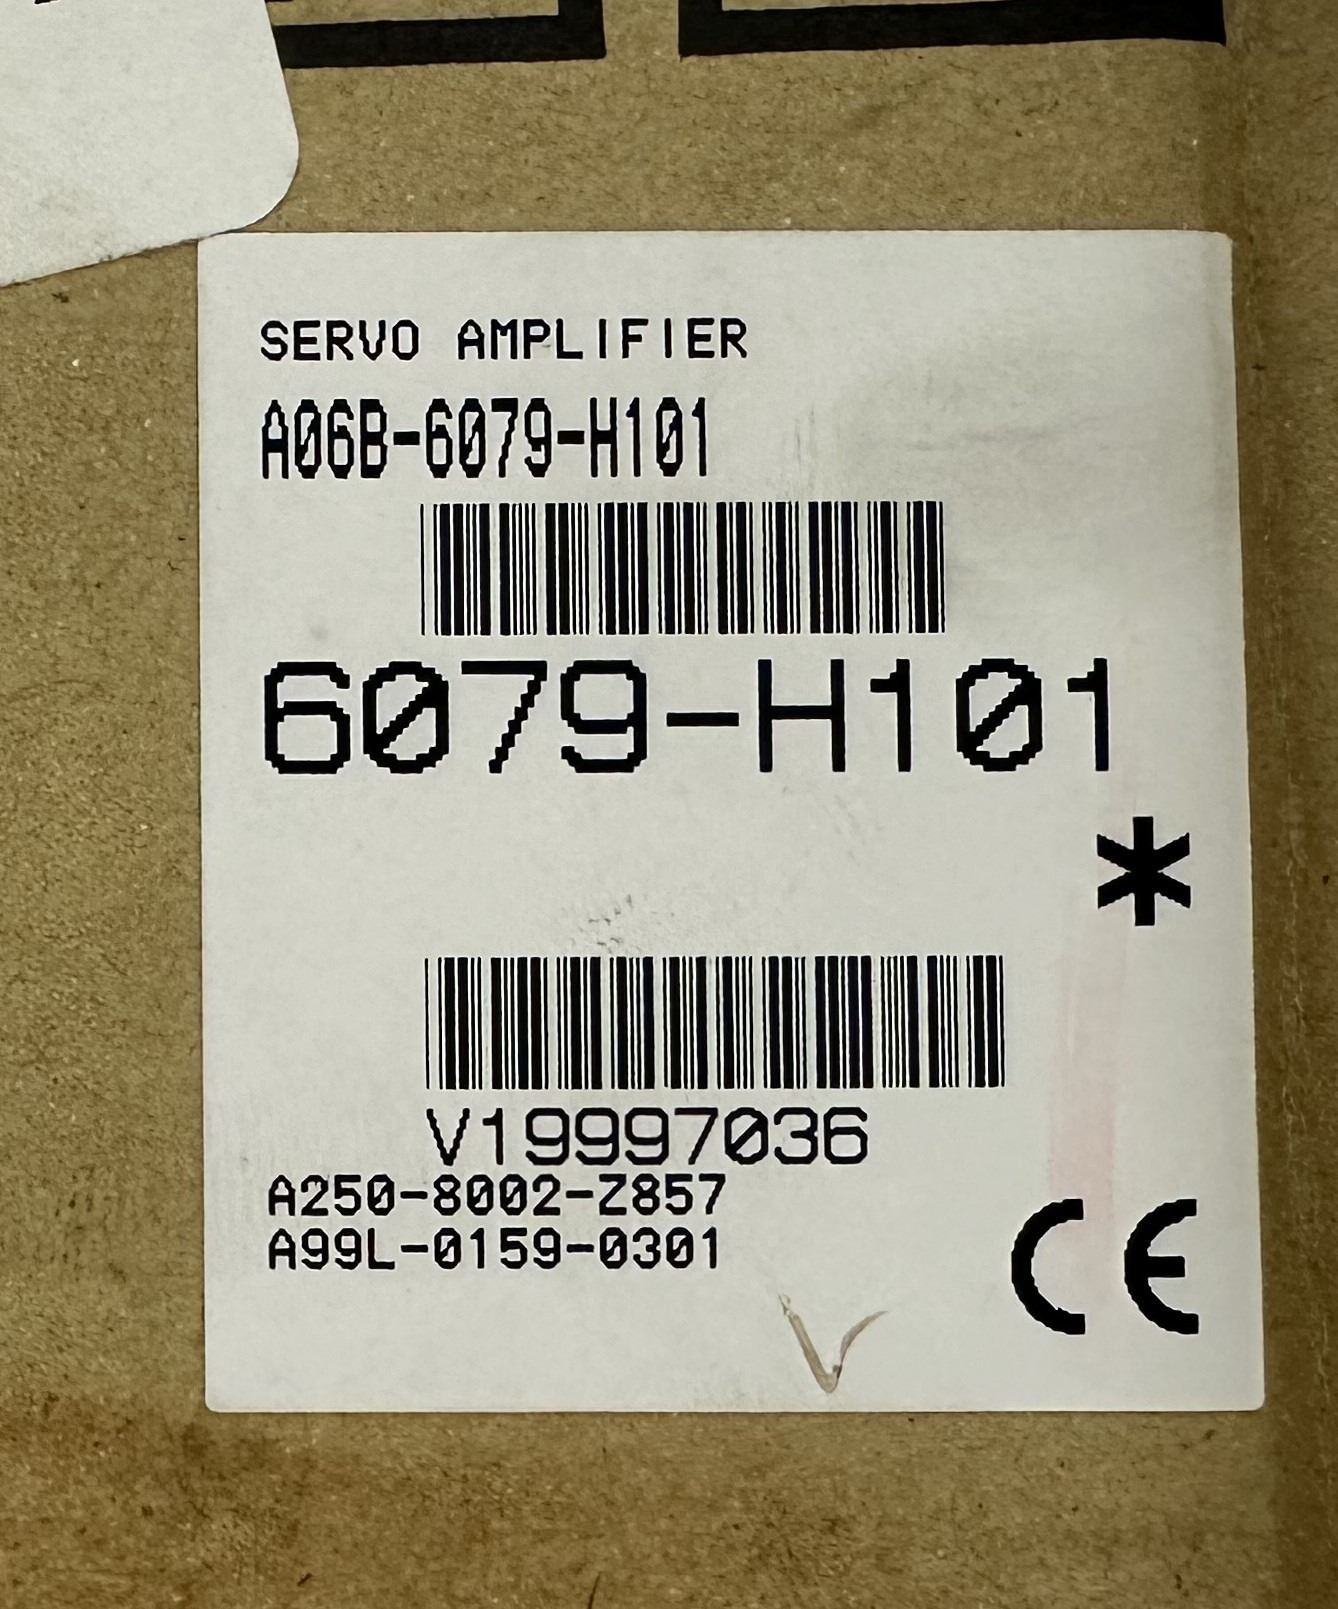 SERVO AMPLIFIER
A06B-6079-H101
6079-H101
*
V19997036
A250-8002-Z857
A99L-0159-0301
CE